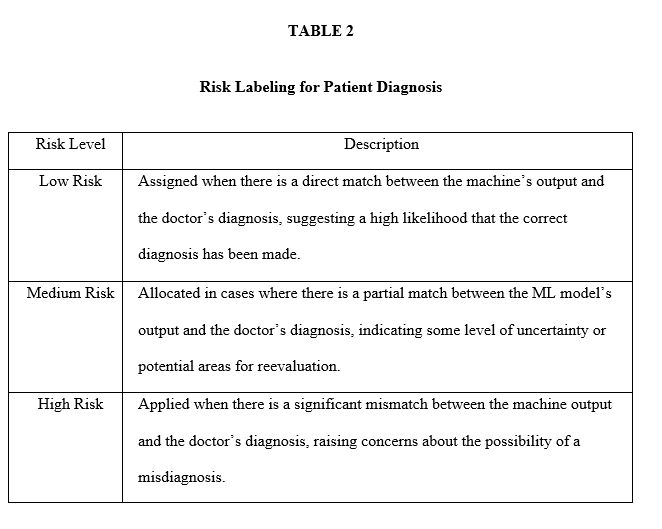 TABLE 2
Risk Labeling for Patient Diagnosis
Risk Level Description
Low Risk Assigned when there is a direct match between the machine's output and
the doctor's diagnosis, suggesting a high likelihood that the correct
diagnosis has been made.
Medium Risk Allocated in cases where there is a partial match between the ML model's
output and the doctor's diagnosis, indicating some level of uncertainty or
potential areas for reevaluation.
High Risk Applied when there is a significant mismatch between the machine output
and the doctor's diagnosis, raising concerns about the possibility of a
misdiagnosis.